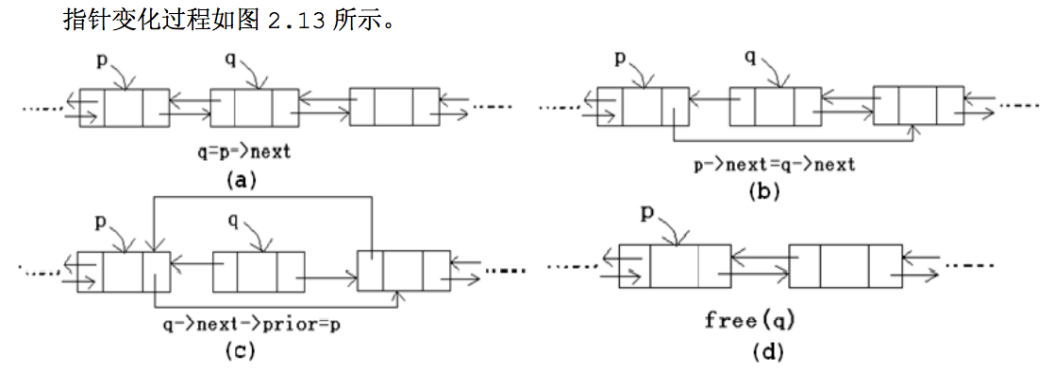 指针变化过程如图 2.13 所示。
p q
q=p->next
(a)
p q
p->next=q->next
(b)
p q
q->next->prior=p
(c)
p
free(q)
(d)